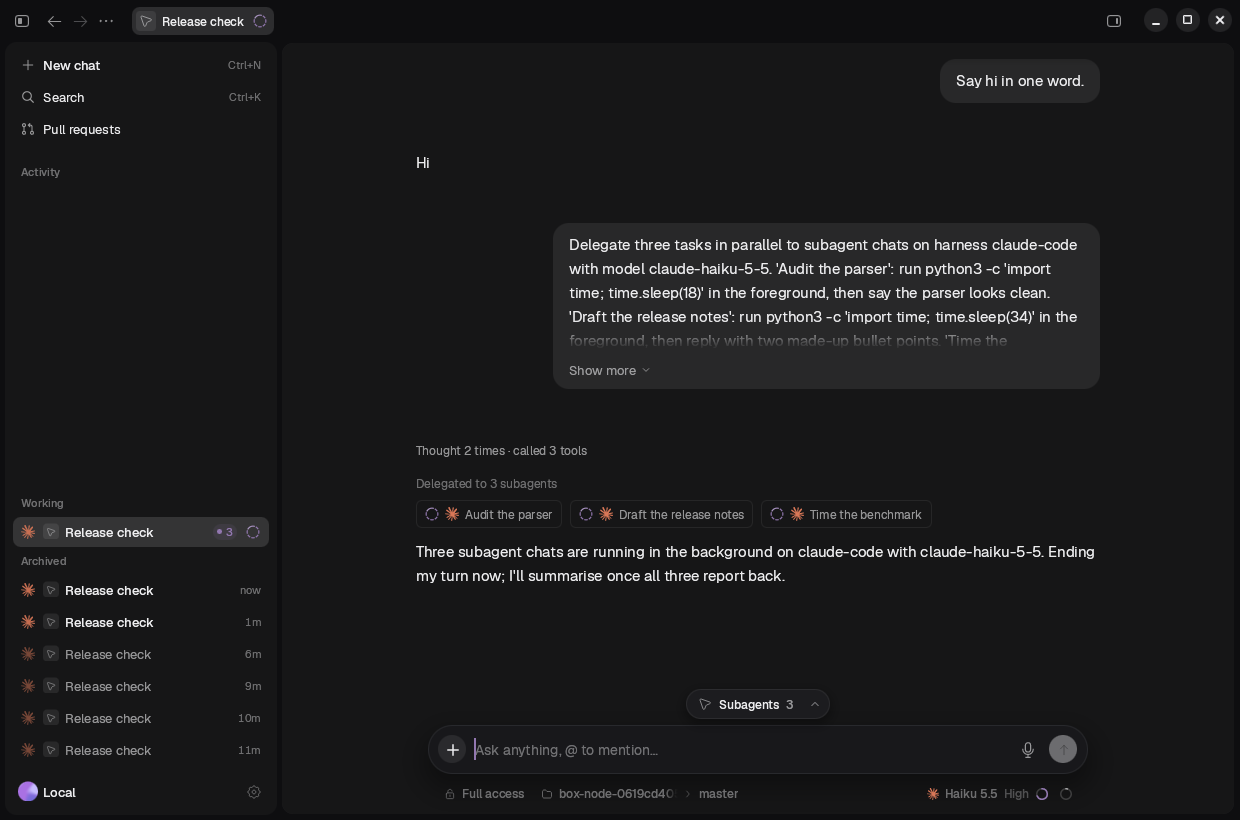 Release check
New chat Ctrl+N
Search Ctrl+K
Pull requests
Activity
Working
Release check 3
Archived
Release check now
Release check 1m
Release check 6m
Release check 9m
Release check 10m
Release check 11m
Local
Say hi in one word.
Hi
Delegate three tasks in parallel to subagent chats on harness claude-code
with model claude-haiku-5-5. 'Audit the parser': run python3 -c 'import
time; time.sleep(18)' in the foreground, then say the parser looks clean.
'Draft the release notes': run python3 -c 'import time; time.sleep(34)' in the
foreground, then reply with two made-up bullet points. 'Time the
Show more
Thought 2 times · called 3 tools
Delegated to 3 subagents
Audit the parser Draft the release notes Time the benchmark
Three subagent chats are running in the background on claude-code with claude-haiku-5-5. Ending
my turn now; I'll summarise once all three report back.
Subagents 3
Ask anything, @ to mention...
Full access box-node-0619cd40 master Haiku 5.5 High